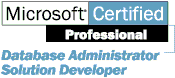 Microsoft Certified
Professional
Database Administrator
Solution Developer